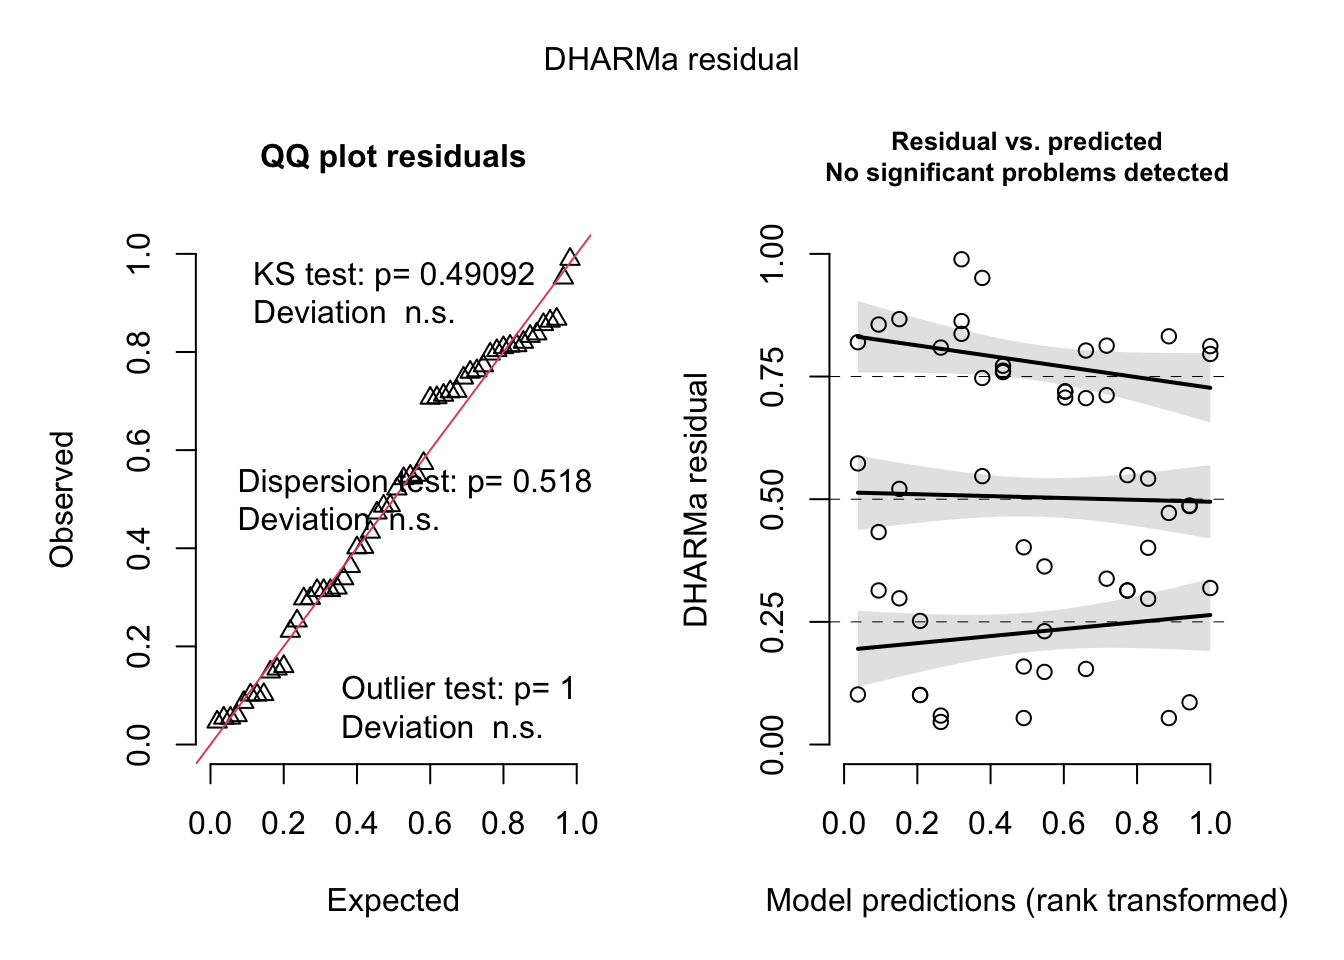 DHARMa residual
QQ plot residuals
KS test: p= 0.49092
Deviation  n.s.
Dispersion test: p= 0.518
Deviation  n.s.
Outlier test: p= 1
Deviation  n.s.
Observed
0.0 0.2 0.4 0.6 0.8 1.0
0.0 0.2 0.4 0.6 0.8 1.0
Expected
Residual vs. predicted
No significant problems detected
DHARMa residual
0.00 0.25 0.50 0.75 1.00
0.0 0.2 0.4 0.6 0.8 1.0
Model predictions (rank transformed)